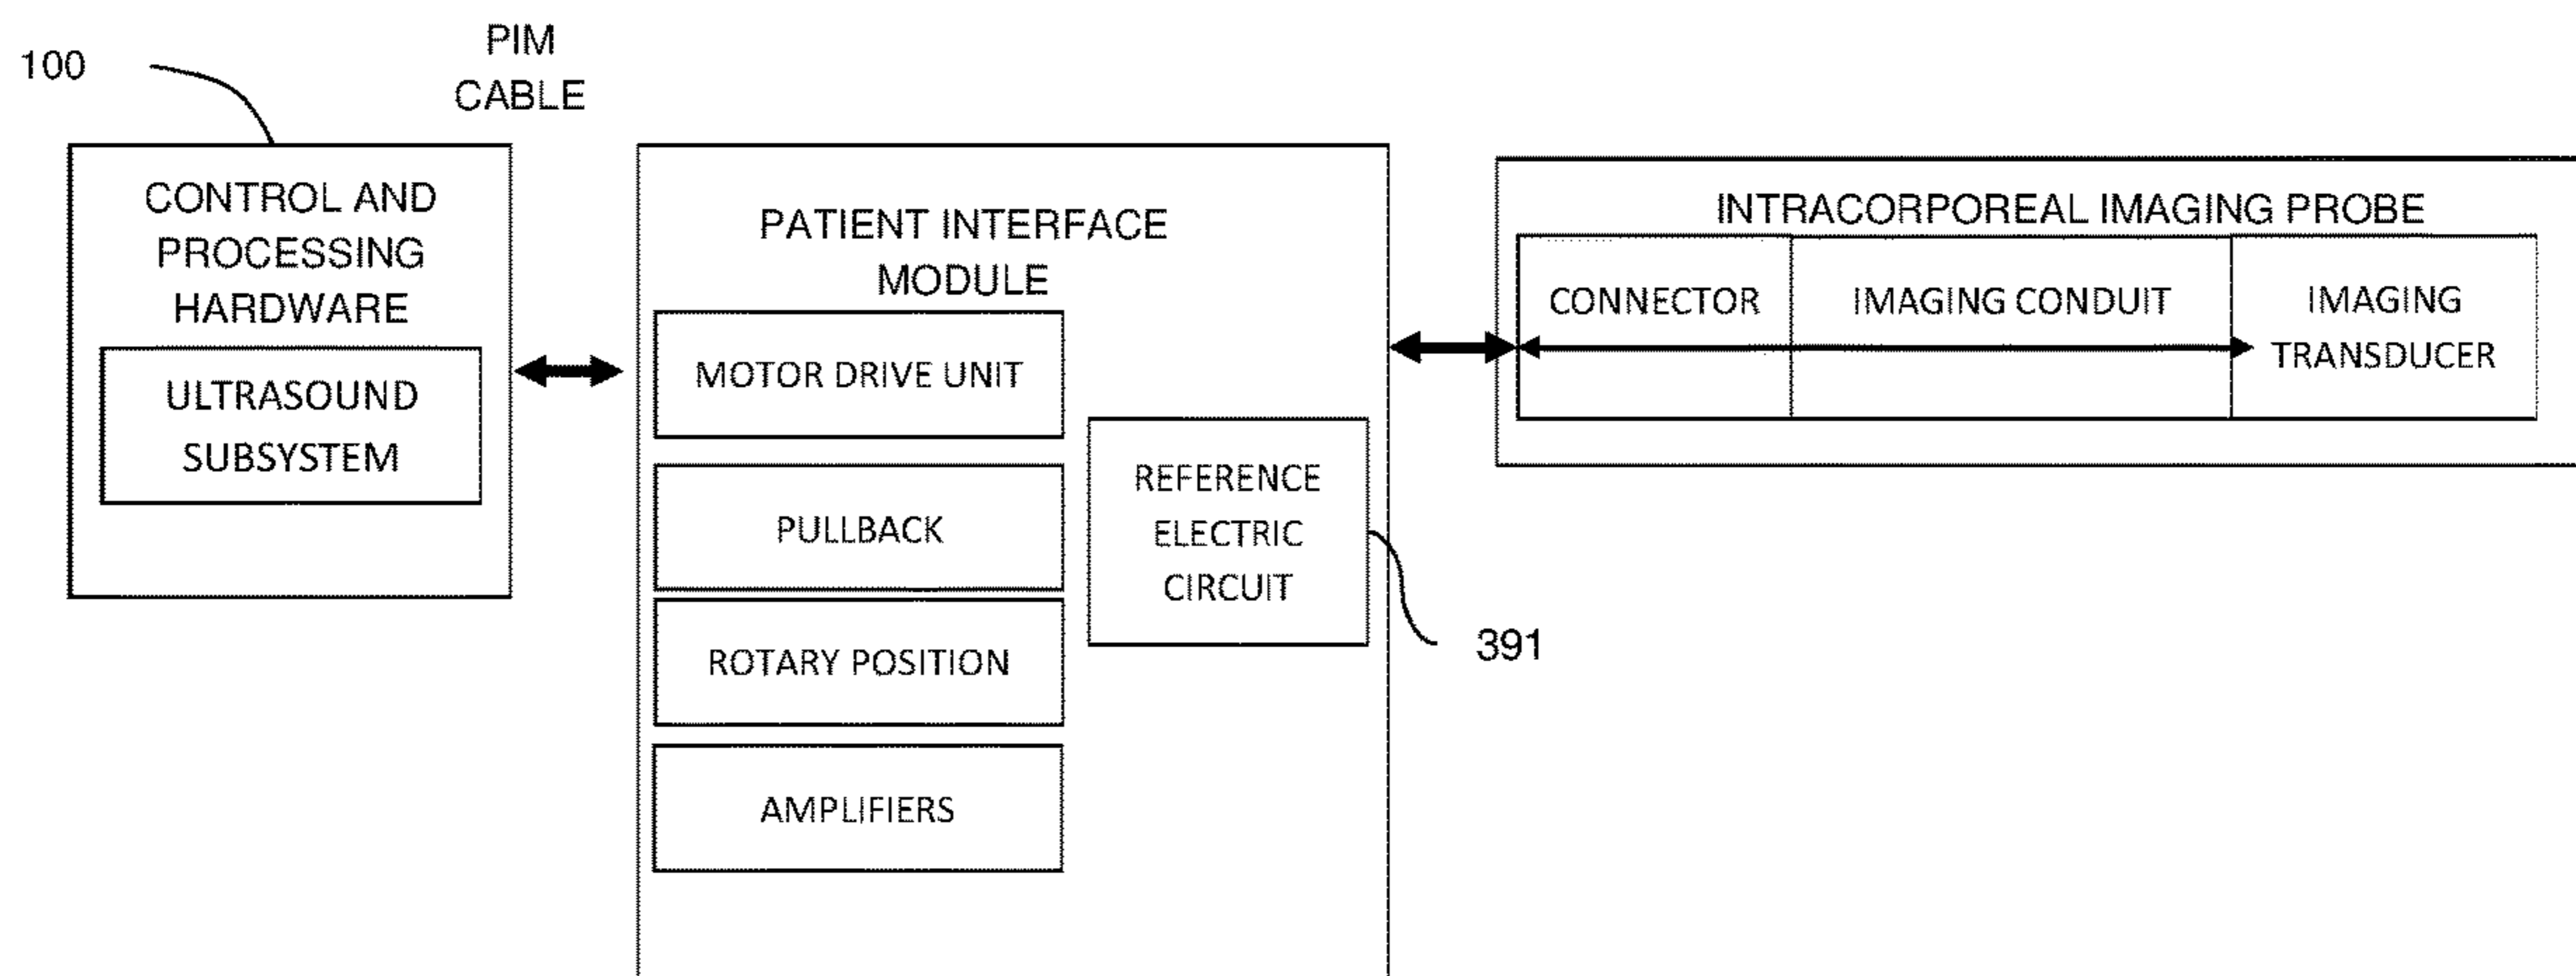 100
PIM
CABLE
CONTROL AND
PROCESSING
HARDWARE
ULTRASOUND
SUBSYSTEM
PATIENT INTERFACE
MODULE
MOTOR DRIVE UNIT
PULLBACK
ROTARY POSITION
AMPLIFIERS
REFERENCE
ELECTRIC
CIRCUIT
391
INTRACORPOREAL IMAGING PROBE
CONNECTOR
IMAGING CONDUIT
IMAGING
TRANSDUCER